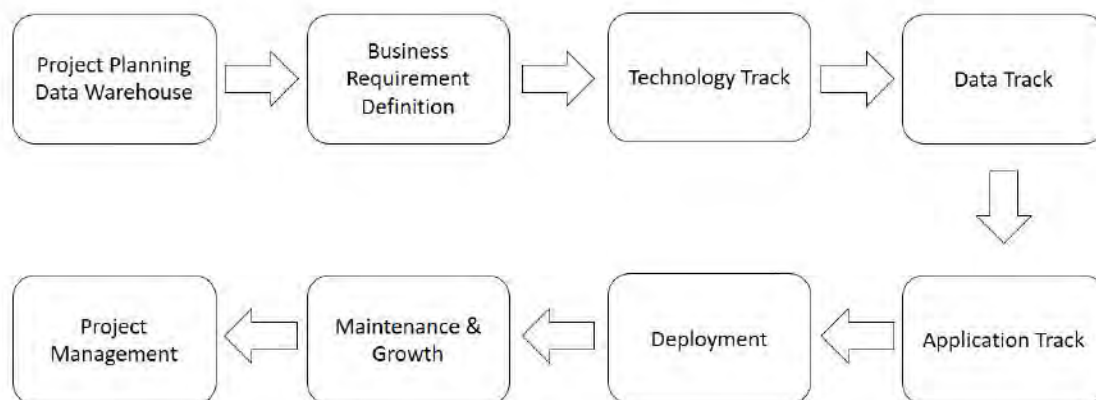 Project Planning
Data Warehouse
Business
Requirement
Definition
Technology Track
Data Track
Application Track
Deployment
Maintenance &
Growth
Project
Management